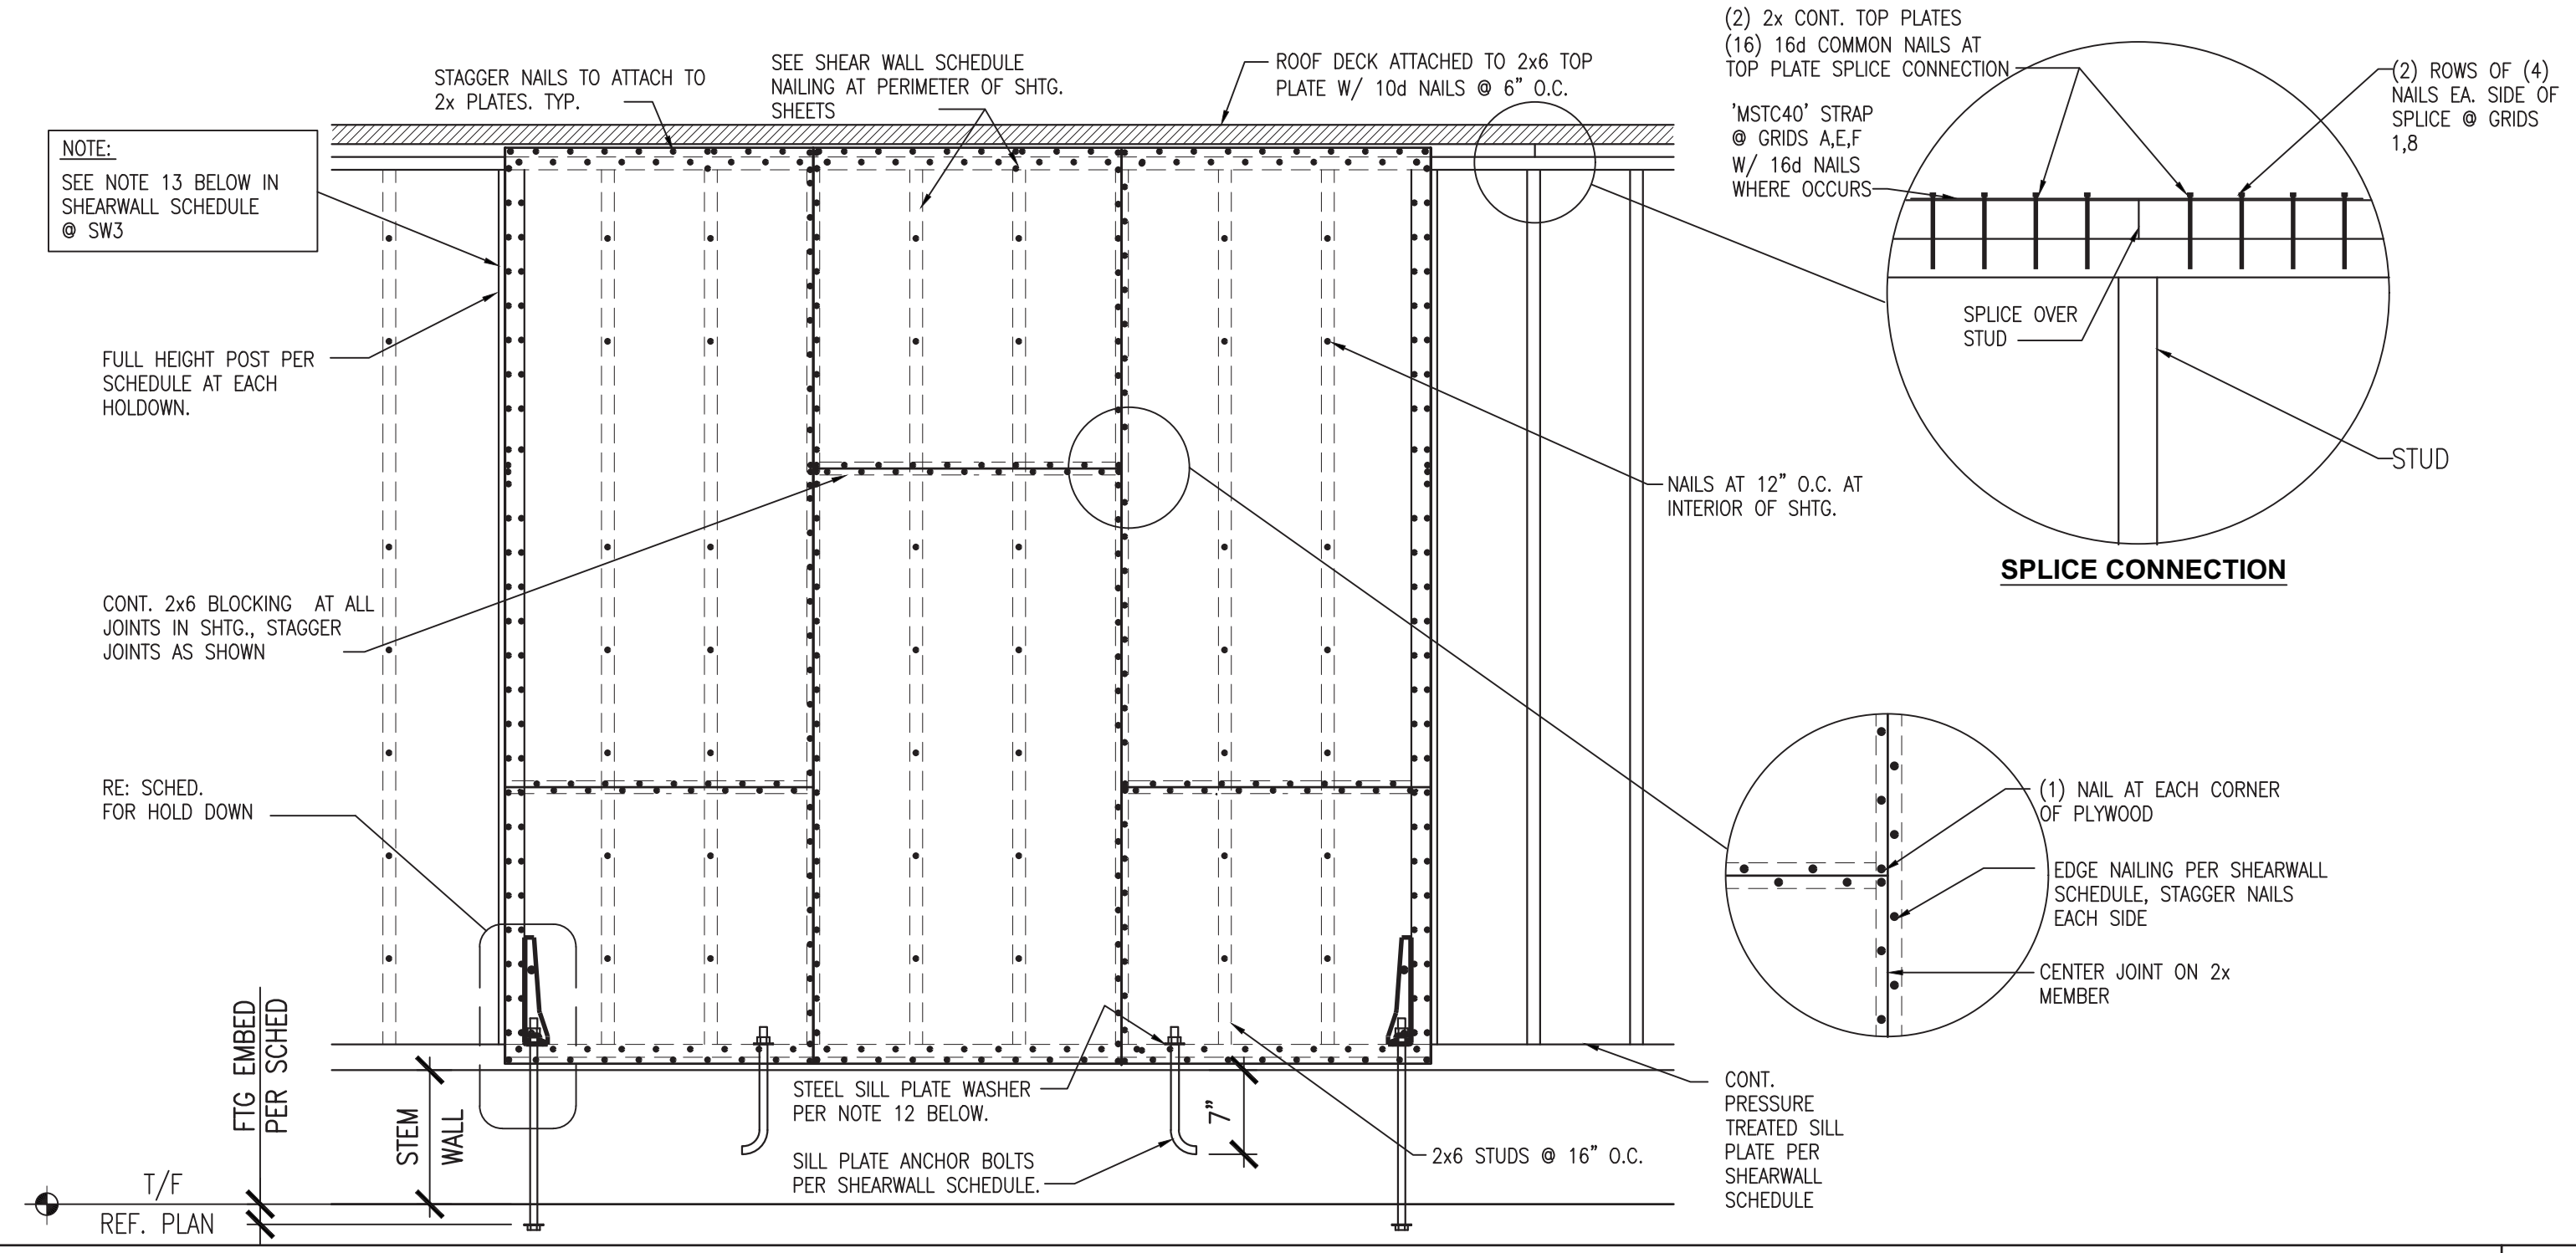 STAGGER NAILS TO ATTACH TO
2x PLATES. TYP.
SEE SHEAR WALL SCHEDULE
NAILING AT PERIMETER OF SHTG.
SHEETS
ROOF DECK ATTACHED TO 2x6 TOP
PLATE W/ 10d NAILS @ 6" O.C.
(2) 2x CONT. TOP PLATES
(16) 16d COMMON NAILS AT
TOP PLATE SPLICE CONNECTION
'MSTC40' STRAP
@ GRIDS A,E,F
W/ 16d NAILS
WHERE OCCURS
(2) ROWS OF (4)
NAILS EA. SIDE OF
SPLICE @ GRIDS
1,8
SPLICE OVER
STUD
STUD
SPLICE CONNECTION
NOTE:
SEE NOTE 13 BELOW IN
SHEARWALL SCHEDULE
@ SW3
FULL HEIGHT POST PER
SCHEDULE AT EACH
HOLDOWN.
NAILS AT 12" O.C. AT
INTERIOR OF SHTG.
CONT. 2x6 BLOCKING AT ALL
JOINTS IN SHTG., STAGGER
JOINTS AS SHOWN
RE: SCHED.
FOR HOLD DOWN
(1) NAIL AT EACH CORNER
OF PLYWOOD
EDGE NAILING PER SHEARWALL
SCHEDULE, STAGGER NAILS
EACH SIDE
CENTER JOINT ON 2x
MEMBER
FTG EMBED
PER SCHED
STEM
WALL
STEEL SILL PLATE WASHER
PER NOTE 12 BELOW.
7"
SILL PLATE ANCHOR BOLTS
PER SHEARWALL SCHEDULE.
2x6 STUDS @ 16" O.C.
CONT.
PRESSURE
TREATED SILL
PLATE PER
SHEARWALL
SCHEDULE
T/F
REF. PLAN